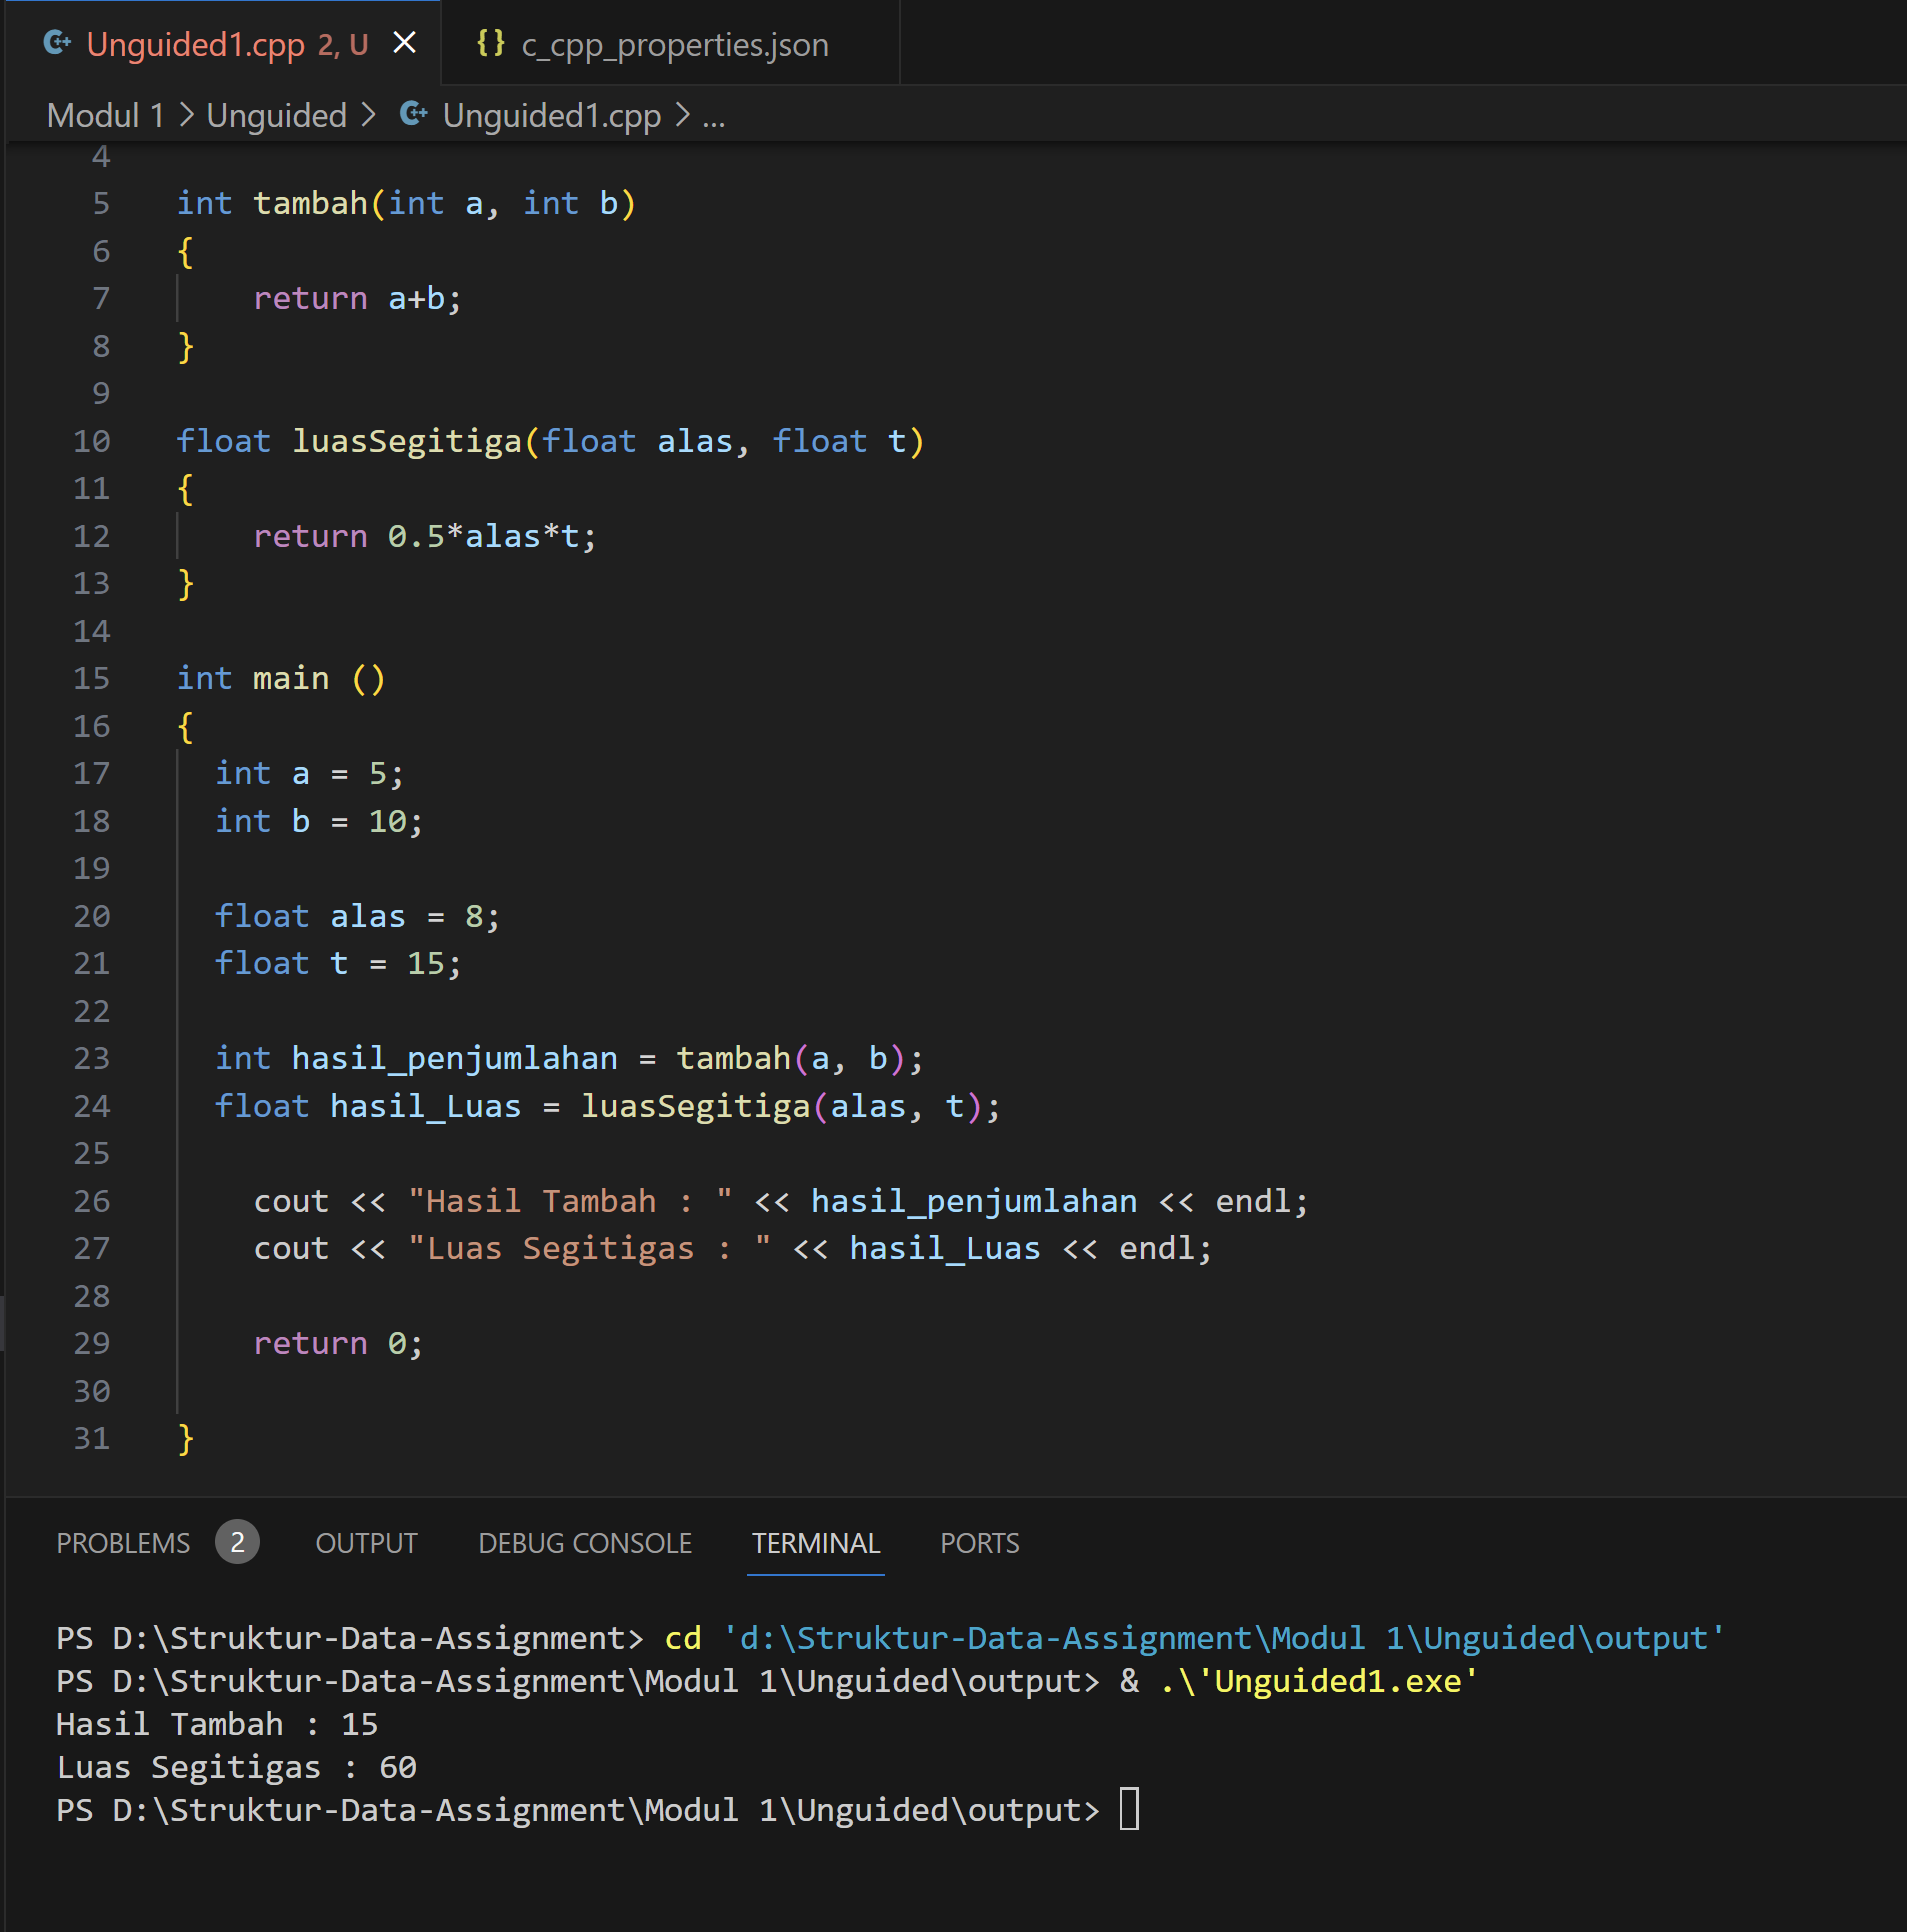 Unguided1.cpp 2, U
c_cpp_properties.json
Modul 1 > Unguided > Unguided1.cpp > ...
4
5 int tambah(int a, int b)
6 {
7 return a+b;
8 }
9
10 float luasSegitiga(float alas, float t)
11 {
12 return 0.5*alas*t;
13 }
14
15 int main ()
16 {
17 int a = 5;
18 int b = 10;
19
20 float alas = 8;
21 float t = 15;
22
23 int hasil_penjumlahan = tambah(a, b);
24 float hasil_Luas = luasSegitiga(alas, t);
25
26 cout << "Hasil Tambah : " << hasil_penjumlahan << endl;
27 cout << "Luas Segitigas : " << hasil_Luas << endl;
28
29 return 0;
30
31 }
PROBLEMS 2 OUTPUT DEBUG CONSOLE TERMINAL PORTS
PS D:\Struktur-Data-Assignment> cd 'd:\Struktur-Data-Assignment\Modul 1\Unguided\output'
PS D:\Struktur-Data-Assignment\Modul 1\Unguided\output> & .\'Unguided1.exe'
Hasil Tambah : 15
Luas Segitigas : 60
PS D:\Struktur-Data-Assignment\Modul 1\Unguided\output>